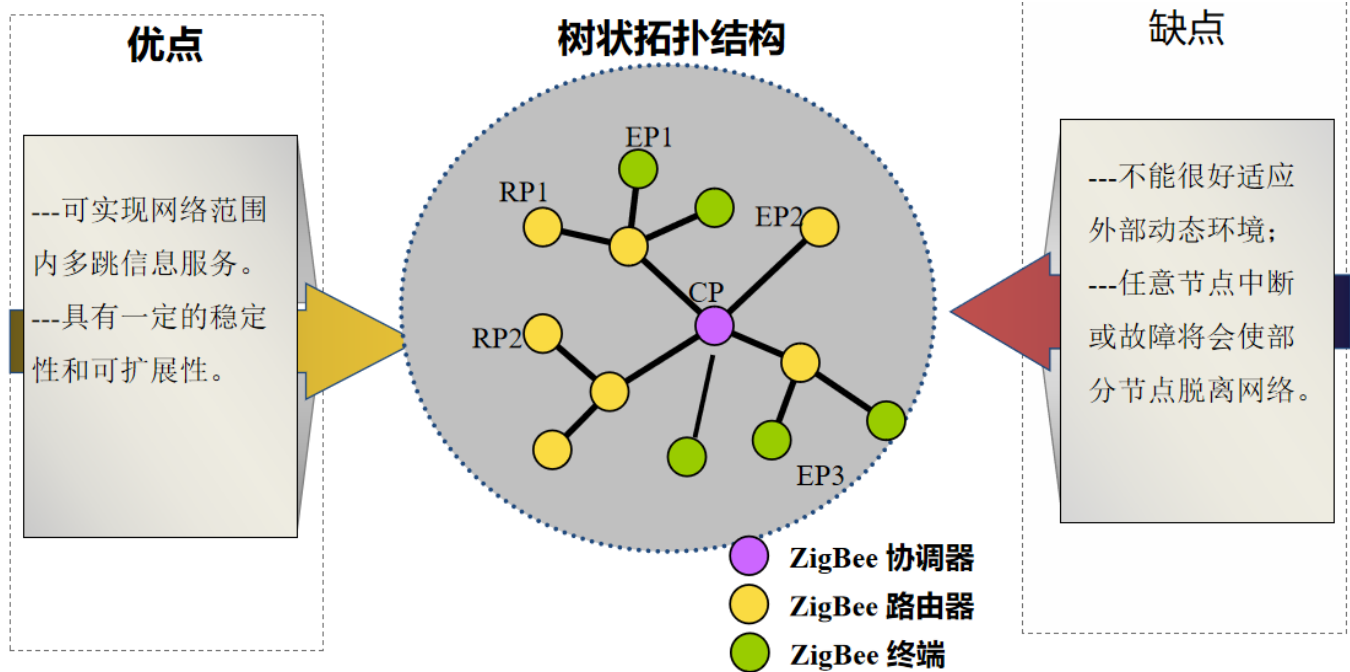 优点
---可实现网络范围
内多跳信息服务。
---具有一定的稳定
性和可扩展性。
树状拓扑结构
EP1
RP1
EP2
CP
RP2
EP3
ZigBee 协调器
ZigBee 路由器
ZigBee 终端
缺点
---不能很好适应
外部动态环境；
---任意节点中断
或故障将会使部
分节点脱离网络。